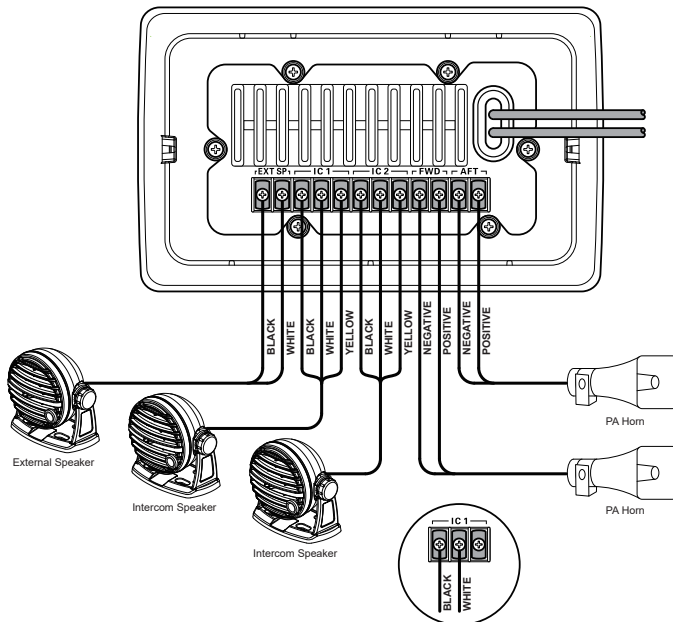 EXT SP IC 1 IC 2 FWD AFT
BLACK
WHITE
BLACK
WHITE
YELLOW
BLACK
WHITE
YELLOW
NEGATIVE
POSITIVE
NEGATIVE
POSITIVE
External Speaker
Intercom Speaker
Intercom Speaker
PA Horn
PA Horn
IC 1
BLACK
WHITE